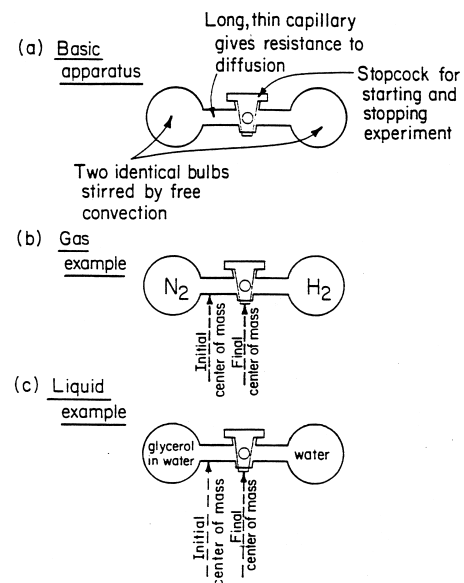 (a) Basic
apparatus
Long, thin capillary
gives resistance to
diffusion
Stopcock for
starting and
stopping
experiment
Two identical bulbs
stirred by free
convection
(b) Gas
example
N2
H2
Initial
center of mass
Final
center of mass
(c) Liquid
example
glycerol
in water
water
Initial
center of mass
Final
center of mass